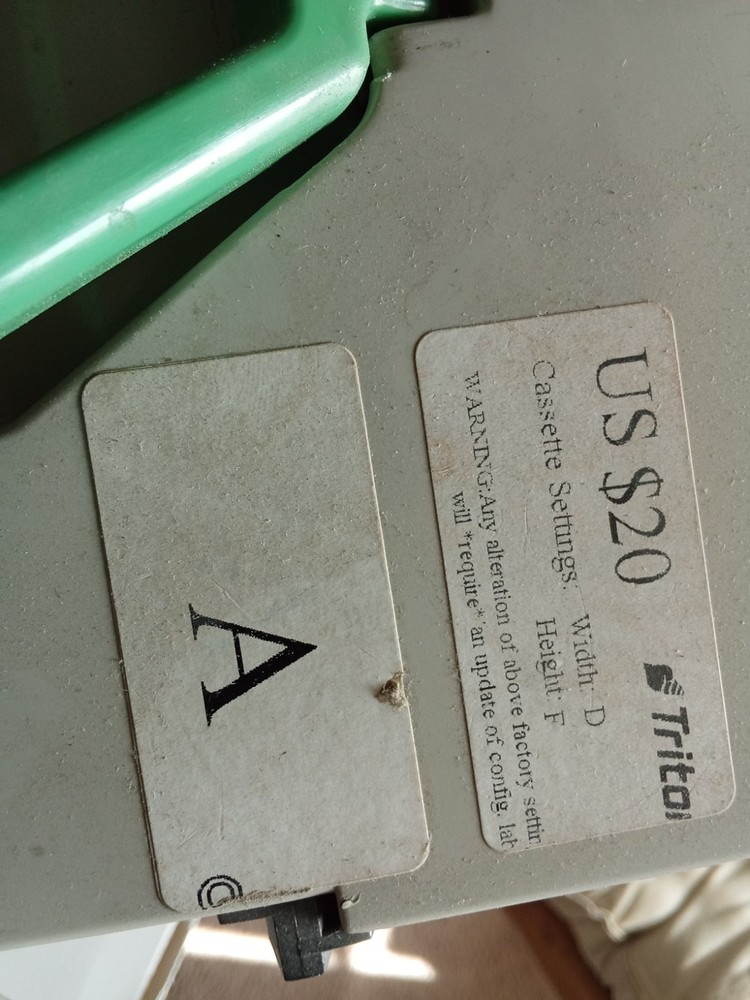 US $20
Trito
Cassette Settings: Width: D
Height: F
WARNING:Any alteration of above factory settin
will *require* an update of config. lab
A
©